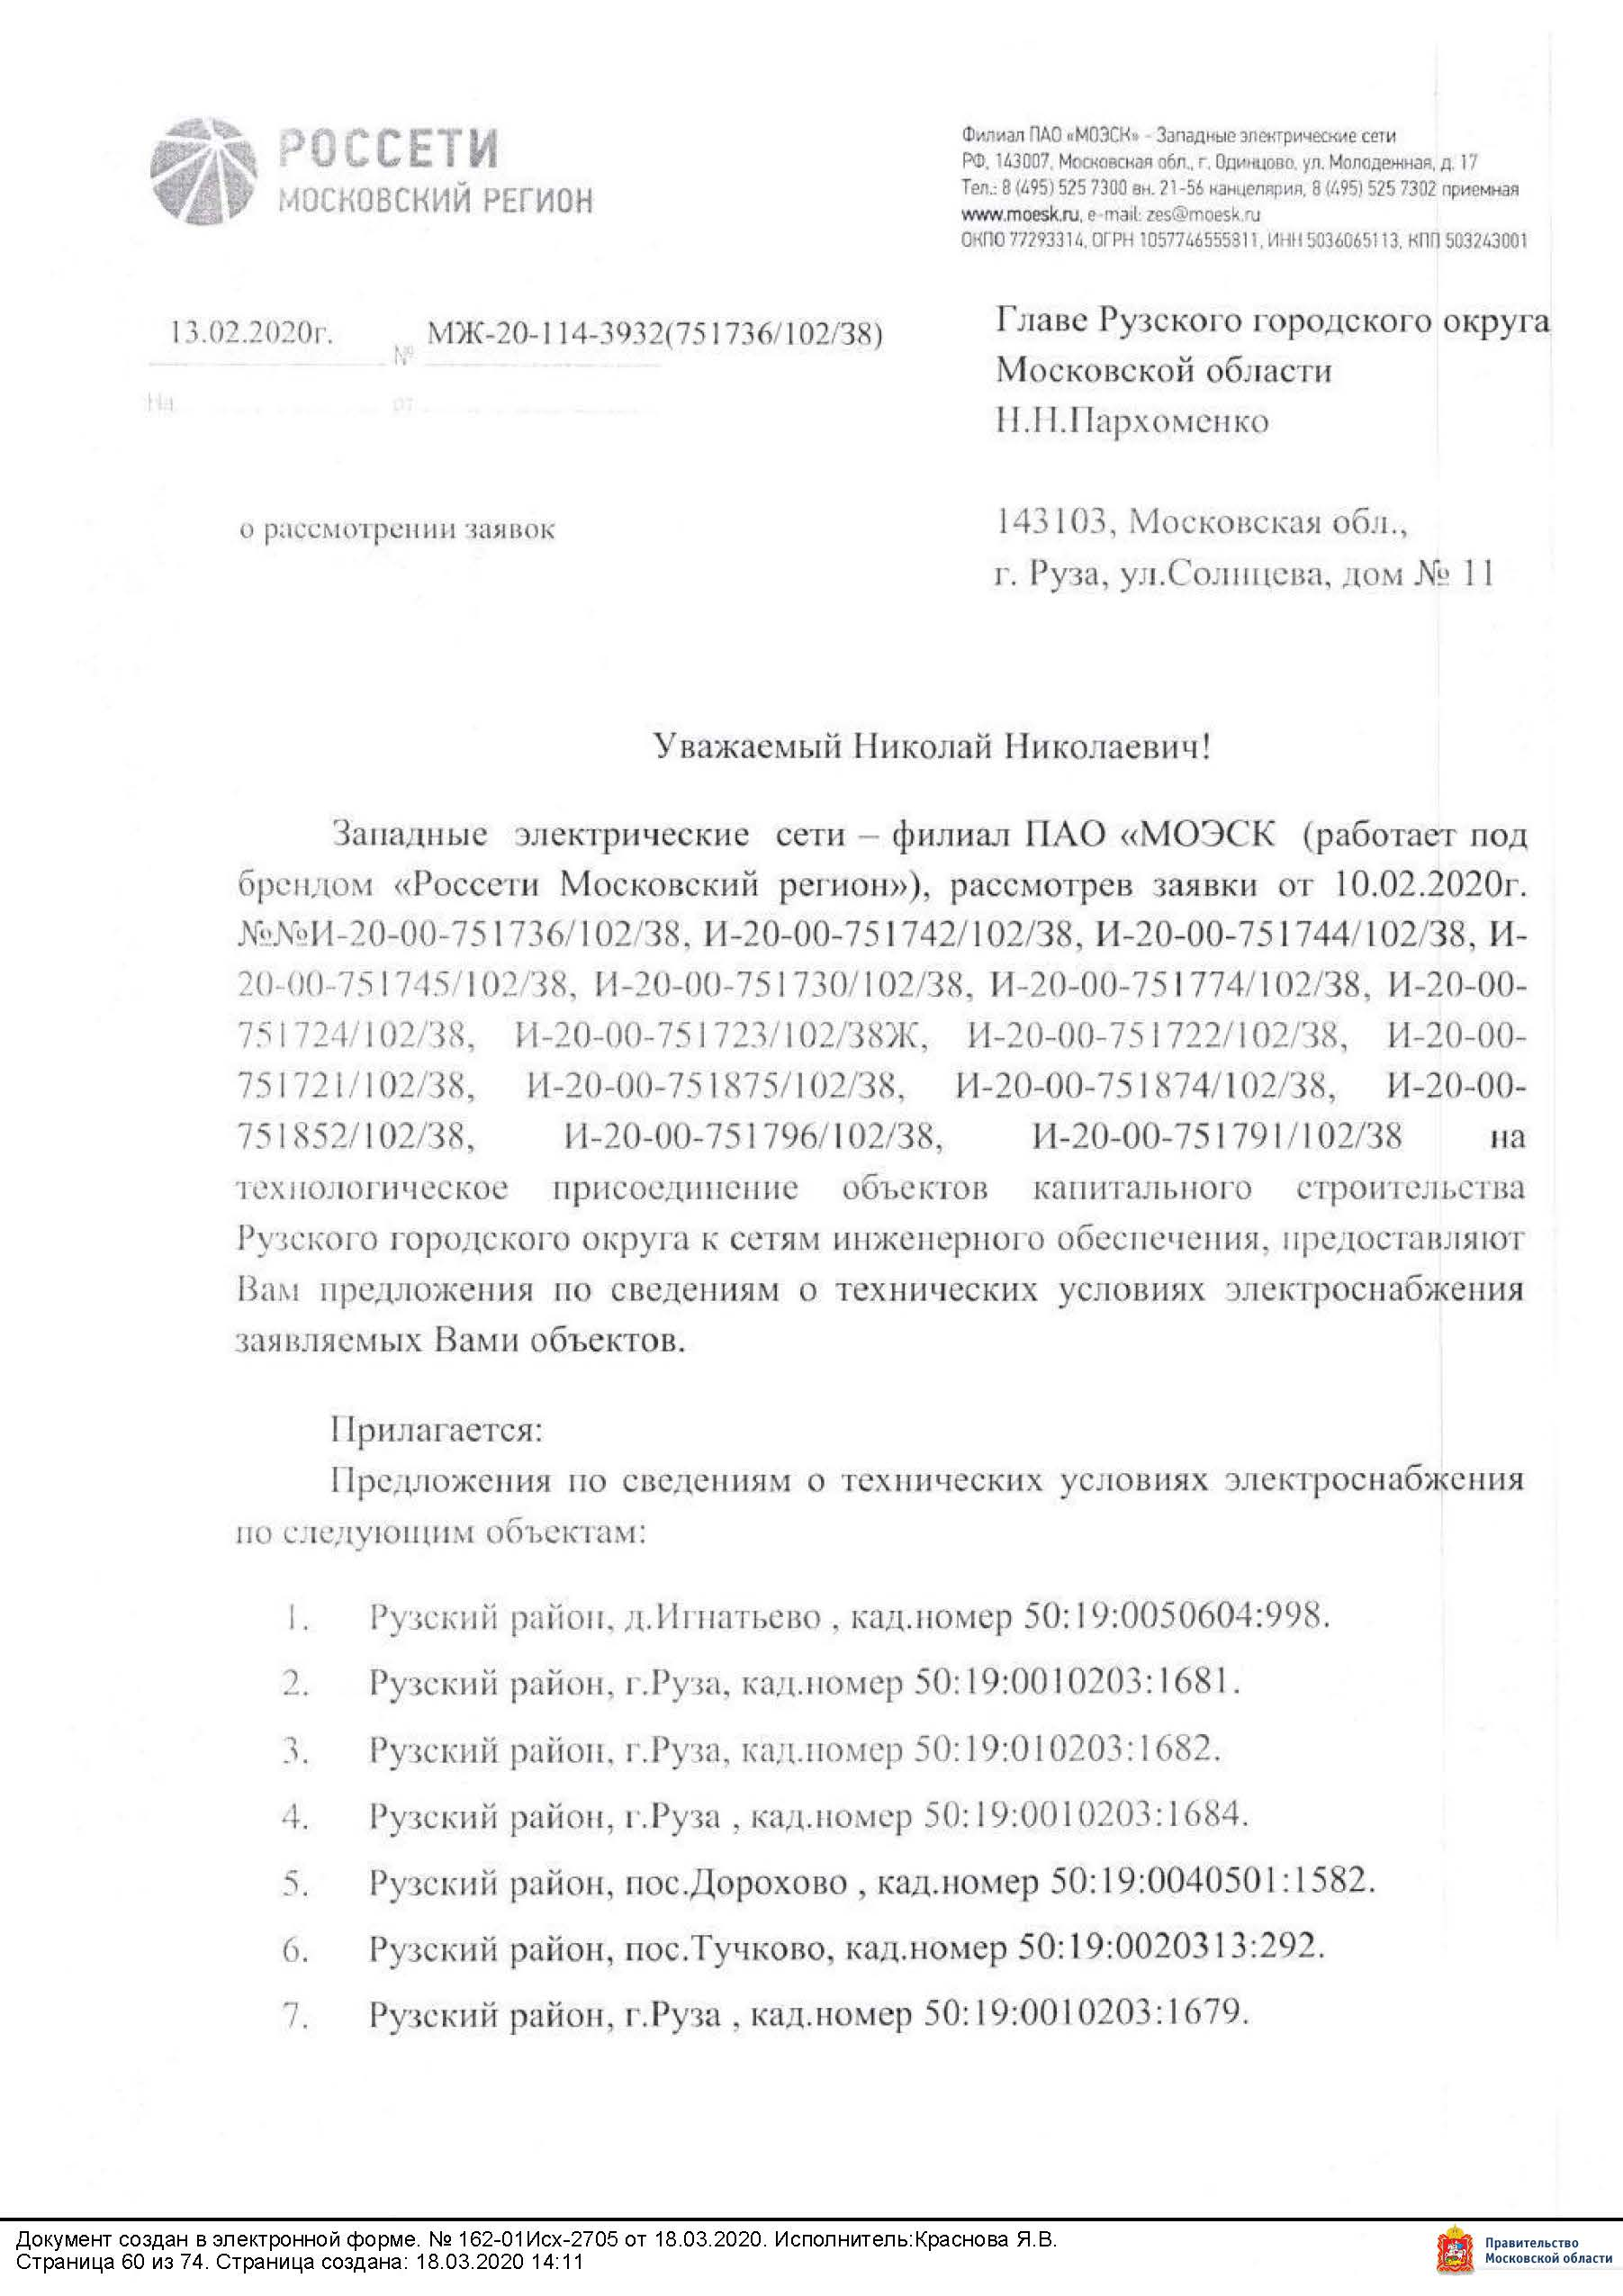 РОССЕТИ
МОСКОВСКИЙ РЕГИОН
Филиал ПАО «МОЭСК» - Западные электрические сети
РФ, 143007, Московская обл., г. Одинцово, ул. Молодежная, д. 17
Тел.: 8 (495) 525 7300 вн. 21-56 канцелярия, 8 (495) 525 7302 приемная
www.moesk.ru, e-mail: zes@moesk.ru
ОКПО 77293314, ОГРН 1057746555811, ИНН 5036065113, КПП 503243001
13.02.2020г. № МЖ-20-114-3932(751736/102/38)
На от
Главе Рузского городского округа
Московской области
Н.Н.Пархоменко
о рассмотрении заявок
143103, Московская обл.,
г. Руза, ул.Солнцева, дом № 11
Уважаемый Николай Николаевич!
Западные электрические сети – филиал ПАО «МОЭСК (работает под
брендом «Россети Московский регион»), рассмотрев заявки от 10.02.2020г.
№№И-20-00-751736/102/38, И-20-00-751742/102/38, И-20-00-751744/102/38, И-
20-00-751745/102/38, И-20-00-751730/102/38, И-20-00-751774/102/38, И-20-00-
751724/102/38, И-20-00-751723/102/38Ж, И-20-00-751722/102/38, И-20-00-
751721/102/38, И-20-00-751875/102/38, И-20-00-751874/102/38, И-20-00-
751852/102/38, И-20-00-751796/102/38, И-20-00-751791/102/38 на
технологическое присоединение объектов капитального строительства
Рузского городского округа к сетям инженерного обеспечения, предоставляют
Вам предложения по сведениям о технических условиях электроснабжения
заявляемых Вами объектов.
Прилагается:
Предложения по сведениям о технических условиях электроснабжения
по следующим объектам:
1. Рузский район, д.Игнатьево , кад.номер 50:19:0050604:998.
2. Рузский район, г.Руза, кад.номер 50:19:0010203:1681.
3. Рузский район, г.Руза, кад.номер 50:19:010203:1682.
4. Рузский район, г.Руза , кад.номер 50:19:0010203:1684.
5. Рузский район, пос.Дорохово , кад.номер 50:19:0040501:1582.
6. Рузский район, пос.Тучково, кад.номер 50:19:0020313:292.
7. Рузский район, г.Руза , кад.номер 50:19:0010203:1679.
Документ создан в электронной форме. № 162-01Исх-2705 от 18.03.2020. Исполнитель:Краснова Я.В.
Страница 60 из 74. Страница создана: 18.03.2020 14:11
Правительство
Московской области